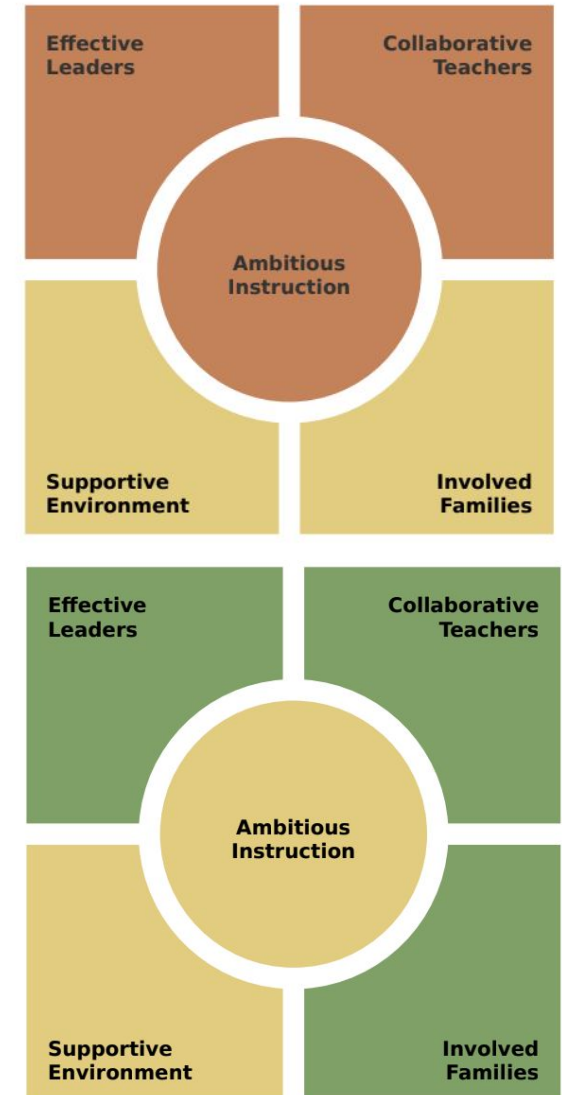 Effective
Leaders
Collaborative
Teachers
Ambitious
Instruction
Supportive
Environment
Involved
Families
Effective
Leaders
Collaborative
Teachers
Ambitious
Instruction
Supportive
Environment
Involved
Families